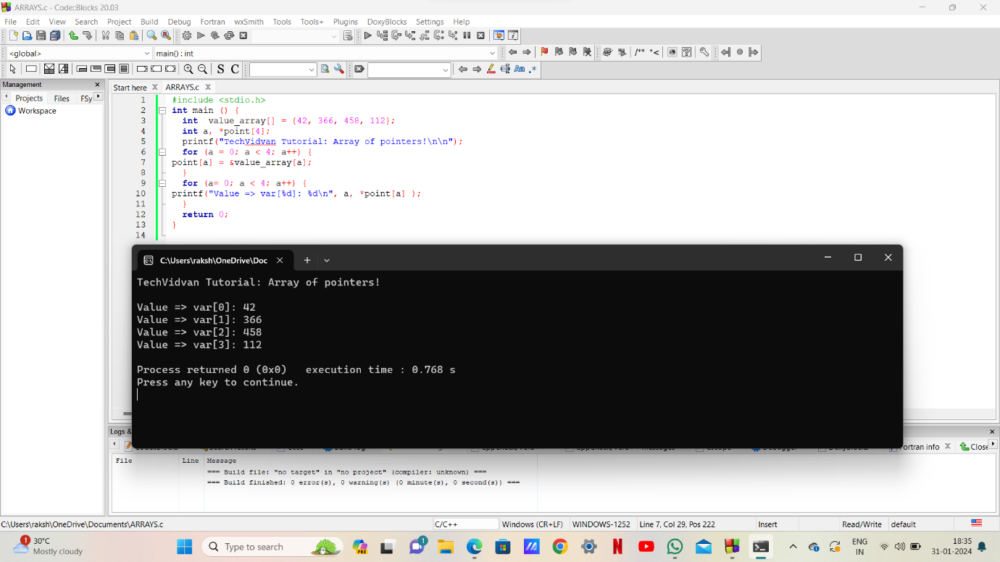 ARRAYS.c - Code::Blocks 20.03
File Edit View Search Project Build Debug Fortran wxSmith Tools Tools+ Plugins DoxyBlocks Settings Help
<global> main() : int
/** *<
S C
Aa .*
Management
Projects Files FSy
Workspace
Start here ARRAYS.c
1 #include <stdio.h>
2 int main () {
3 int value_array[] = {42, 366, 458, 112};
4 int a, *point[4];
5 printf("TechVidvan Tutorial: Array of pointers!\n\n");
6 for (a = 0; a < 4; a++) {
7 point[a] = &value_array[a];
8 }
9 for (a= 0; a < 4; a++) {
10 printf("Value => var[%d]: %d\n", a, *point[a] );
11 }
12 return 0;
13 }
14
C:\Users\raksh\OneDrive\Doc
TechVidvan Tutorial: Array of pointers!
Value => var[0]: 42
Value => var[1]: 366
Value => var[2]: 458
Value => var[3]: 112
Process returned 0 (0x0) execution time : 0.768 s
Press any key to continue.
Logs &
Fortran info Close
File Line Message
=== Build file: "no target" in "no project" (compiler: unknown) ===
=== Build finished: 0 error(s), 0 warning(s) (0 minute(s), 0 second(s)) ===
C:\Users\raksh\OneDrive\Documents\ARRAYS.c C/C++ Windows (CR+LF) WINDOWS-1252 Line 7, Col 29, Pos 222 Insert Read/Write default
1 30°C
Mostly cloudy
Type to search
PRE
1
N
ENG
IN
18:35
31-01-2024